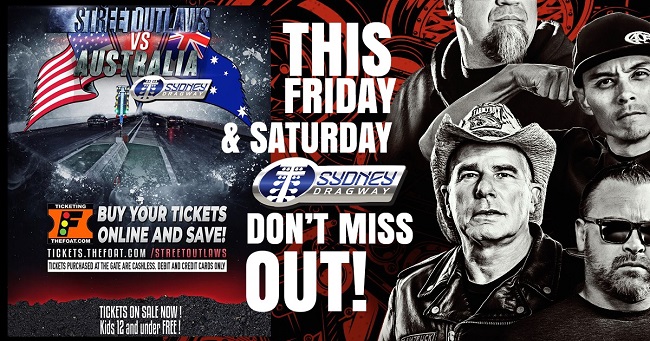 STREET OUTLAWS
VS
AUSTRALIA
SYDNEY
DRAGWAY
TICKETING
F
THEFOAT.COM
BUY YOUR TICKETS
ONLINE AND SAVE!
TICKETS.THEFOAT.COM/STREETOUTLAWS
TICKETS PURCHASED AT THE GATE ARE CASHLESS, DEBIT AND CREDIT CARDS ONLY
TICKETS ON SALE NOW!
Kids 12 and under FREE!
THIS
FRIDAY
& SATURDAY
SYDNEY
DRAGWAY
DON'T MISS
OUT!